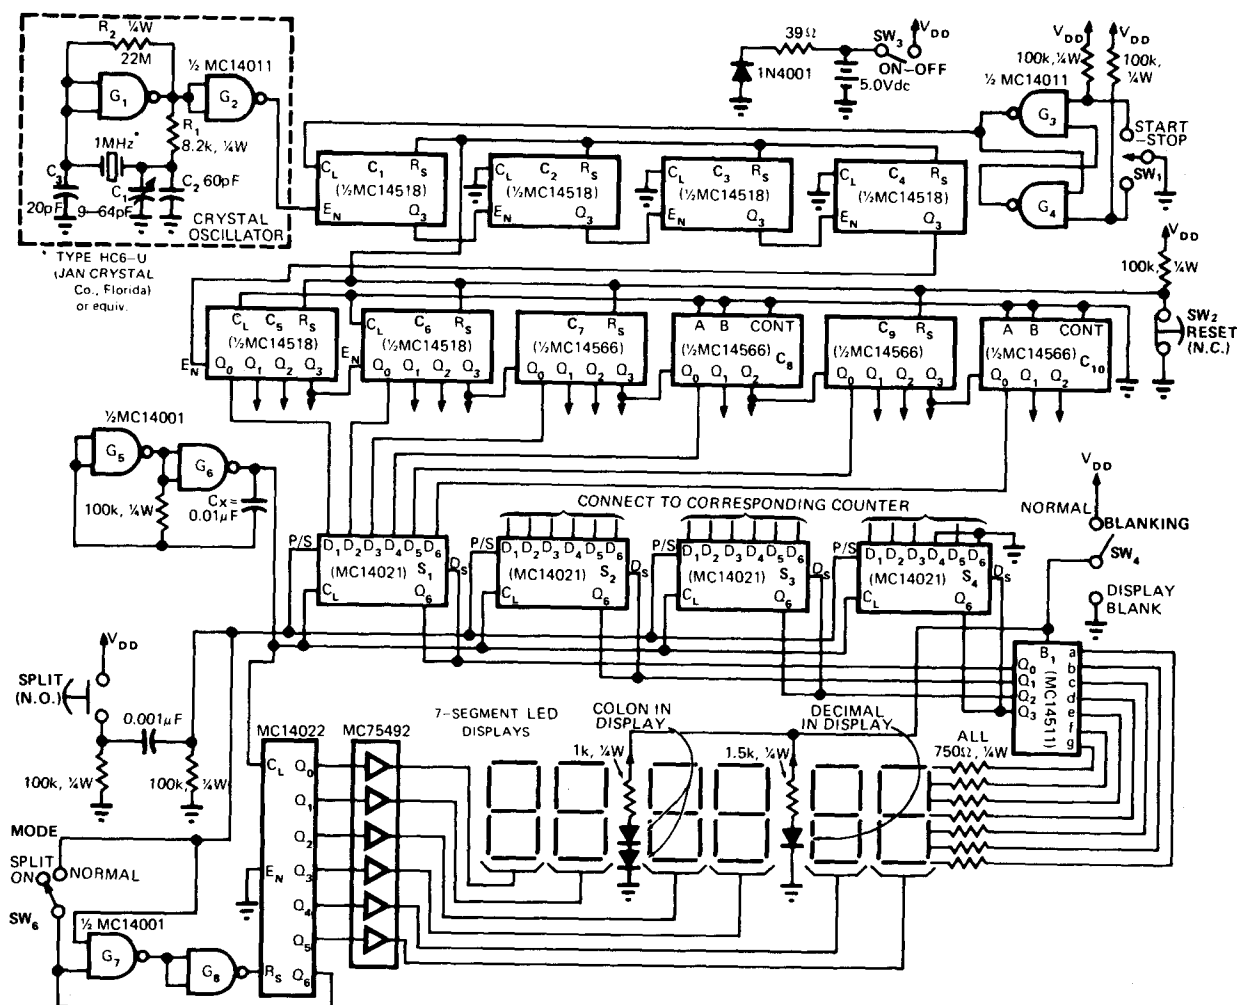 R2 ¼W
22M
½ MC14011
G1
G2
R1
8.2k, ¼W
1MHz*
C3
20pF
C1
9–64pF
C2 60pF
CRYSTAL
OSCILLATOR
* TYPE HC6-U
(JAN CRYSTAL
Co., Florida)
or equiv.
39Ω
SW3
VDD
ON-OFF
1N4001
5.0Vdc
VDD
VDD
100k, ¼W
100k,
¼W
½ MC14011
G3
G4
START
-STOP
SW1
CL C1 RS
(½MC14518)
EN Q3
CL C2 RS
(½MC14518)
EN Q3
CL C3 RS
(½MC14518)
EN Q3
CL C4 RS
(½MC14518)
EN Q3
VDD
100k, ¼W
SW2
RESET
(N.C.)
CL C5 RS
(½MC14518)
EN Q0 Q1 Q2 Q3
CL C6 RS
(½MC14518)
EN Q0 Q1 Q2 Q3
C7 RS
(½MC14566)
Q0 Q1 Q2 Q3
A B CONT
(½MC14566) C8
Q0 Q1 Q2
C9 RS
(½MC14566)
Q0 Q1 Q2 Q3
A B CONT
(½MC14566) C10
Q0 Q1 Q2
½MC14001
G5
G6
100k, ¼W
CX =
0.01µF
CONNECT TO CORRESPONDING COUNTER
P/S D1 D2 D3 D4 D5 D6
(MC14021) S1 DS
CL Q6
P/S D1 D2 D3 D4 D5 D6
(MC14021) S2 DS
CL Q6
P/S D1 D2 D3 D4 D5 D6
(MC14021) S3 DS
CL Q6
P/S D1 D2 D3 D4 D5 D6
(MC14021) S4 DS
CL Q6
VDD
NORMAL
BLANKING
SW4
DISPLAY
BLANK
B1
Q0
Q1
Q2
Q3
(MC14511)
a
b
c
d
e
f
g
VDD
SPLIT
(N.O.)
0.001µF
100k, ¼W
100k, ¼W
7-SEGMENT LED
DISPLAYS
COLON IN
DISPLAY
1k, ¼W
DECIMAL
IN DISPLAY
1.5k, ¼W
ALL
750Ω, ¼W
MC14022
MC75492
CL Q0
Q1
Q2
EN Q3
Q4
Q5
RS Q6
MODE
SPLIT
ON
NORMAL
SW6
½ MC14001
G7
G8